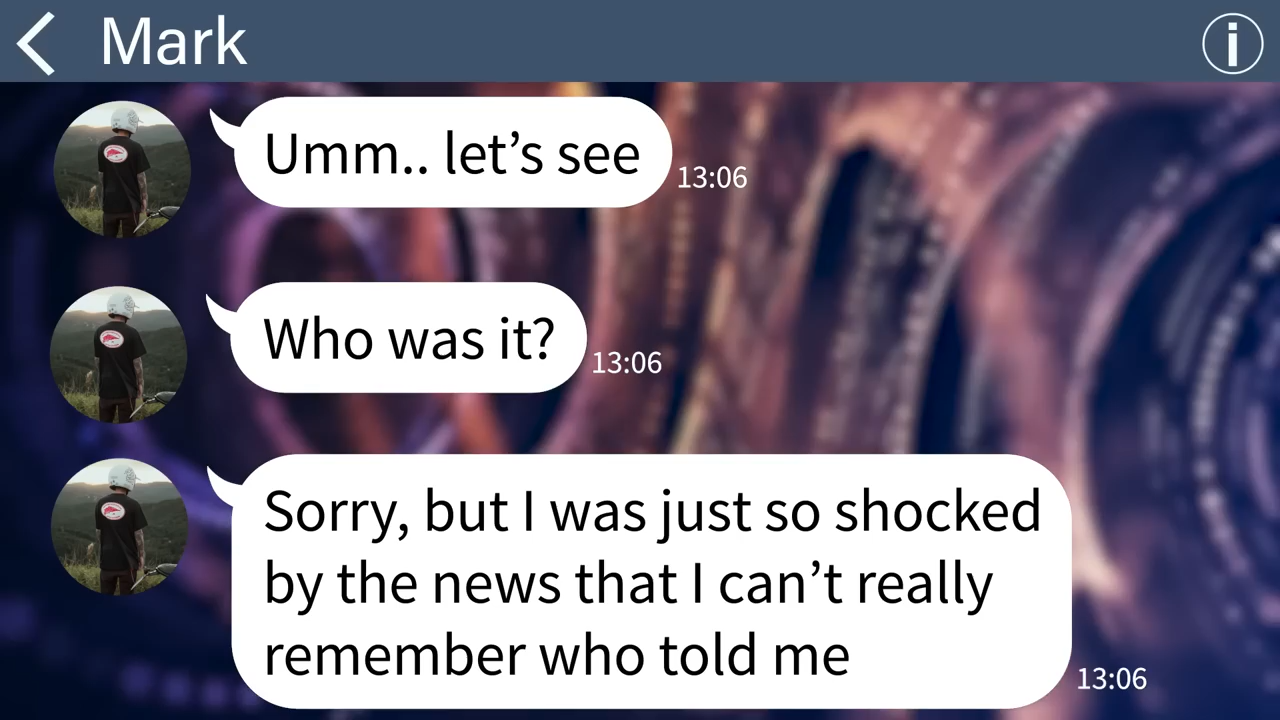 Mark
Umm.. let’s see
13:06
Who was it?
13:06
Sorry, but I was just so shocked
by the news that I can’t really
remember who told me
13:06